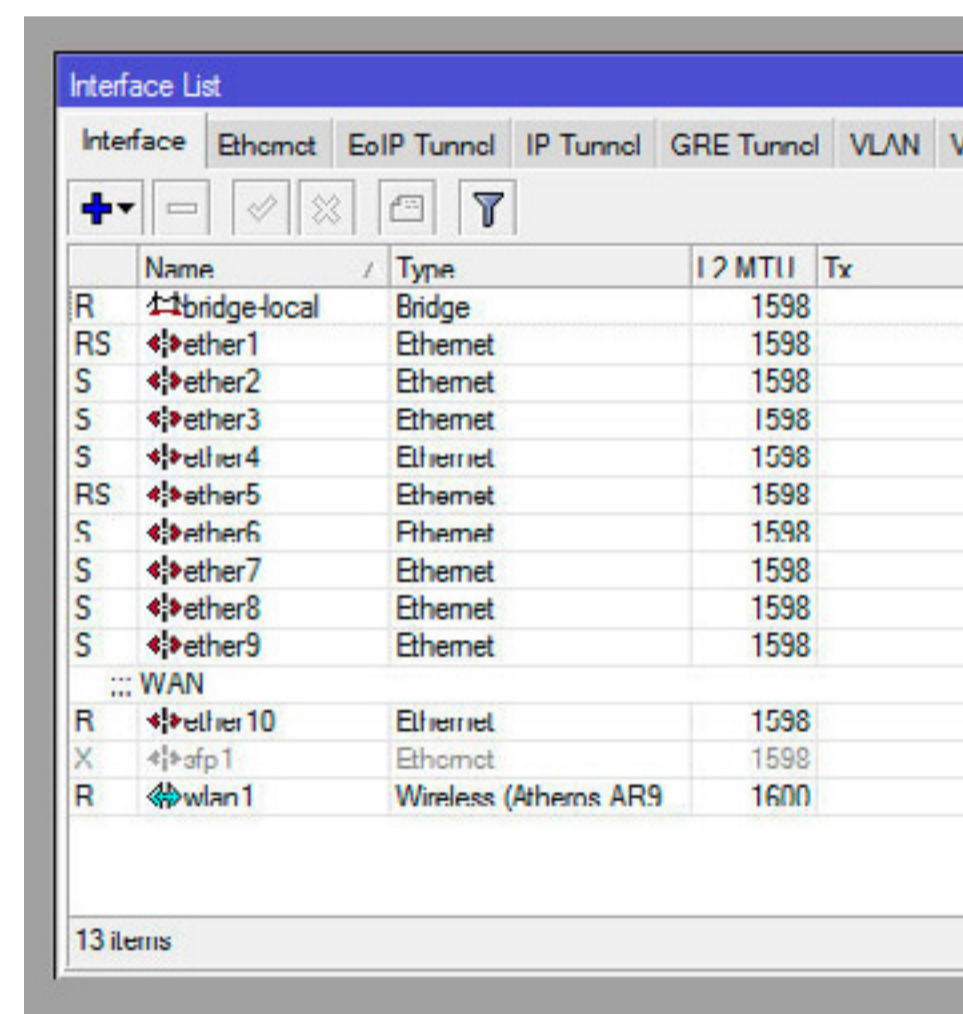 Interface List
Interface Ethernet EoIP Tunnel IP Tunnel GRE Tunnel VLAN
Name / Type L2 MTU Tx
R bridge-local Bridge 1598
RS ether1 Ethernet 1598
S ether2 Ethernet 1598
S ether3 Ethernet 1598
S ether4 Ethernet 1598
RS ether5 Ethernet 1598
S ether6 Ethernet 1598
S ether7 Ethernet 1598
S ether8 Ethernet 1598
S ether9 Ethernet 1598
;;; WAN
R ether10 Ethernet 1598
X sfp1 Ethernet 1598
R wlan1 Wireless (Atheros AR9 1600
13 items